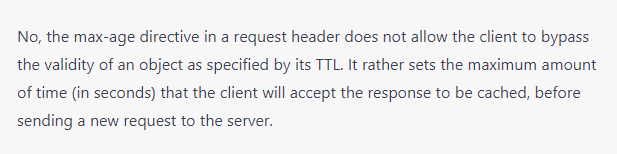 No, the max-age directive in a request header does not allow the client to bypass
the validity of an object as specified by its TTL. It rather sets the maximum amount
of time (in seconds) that the client will accept the response to be cached, before
sending a new request to the server.